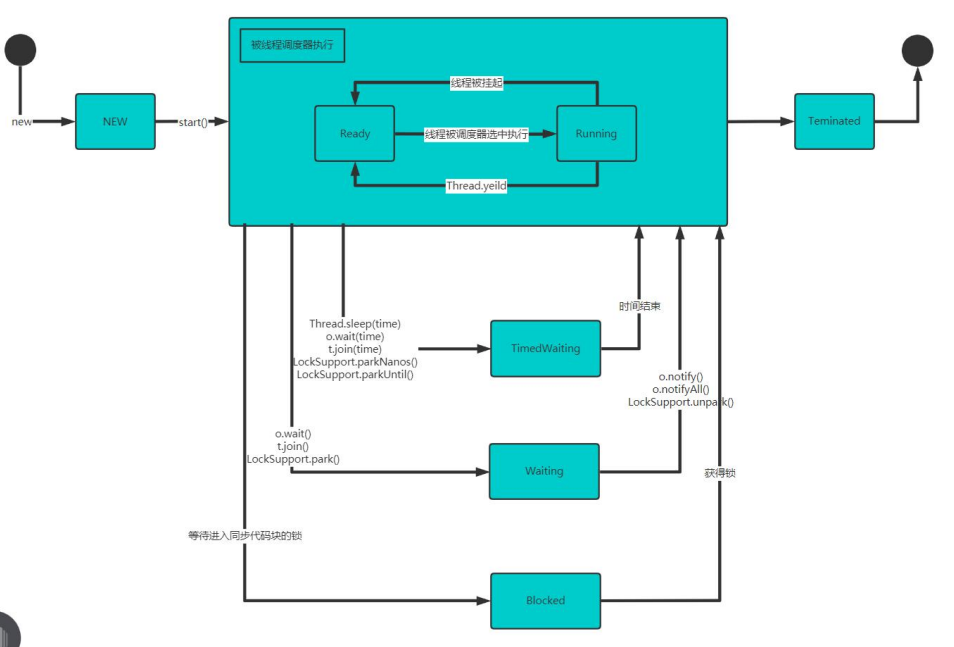 被线程调度器执行
线程被挂起
new
NEW
start()
Ready
线程被调度器选中执行
Running
Teminated
Thread.yeild
时间结束
Thread.sleep(time)
o.wait(time)
t.join(time)
LockSupport.parkNanos()
LockSupport.parkUntil()
TimedWaiting
o.notify()
o.notifyAll()
LockSupport.unpark()
o.wait()
t.join()
LockSupport.park()
Waiting
获得锁
等待进入同步代码块的锁
Blocked